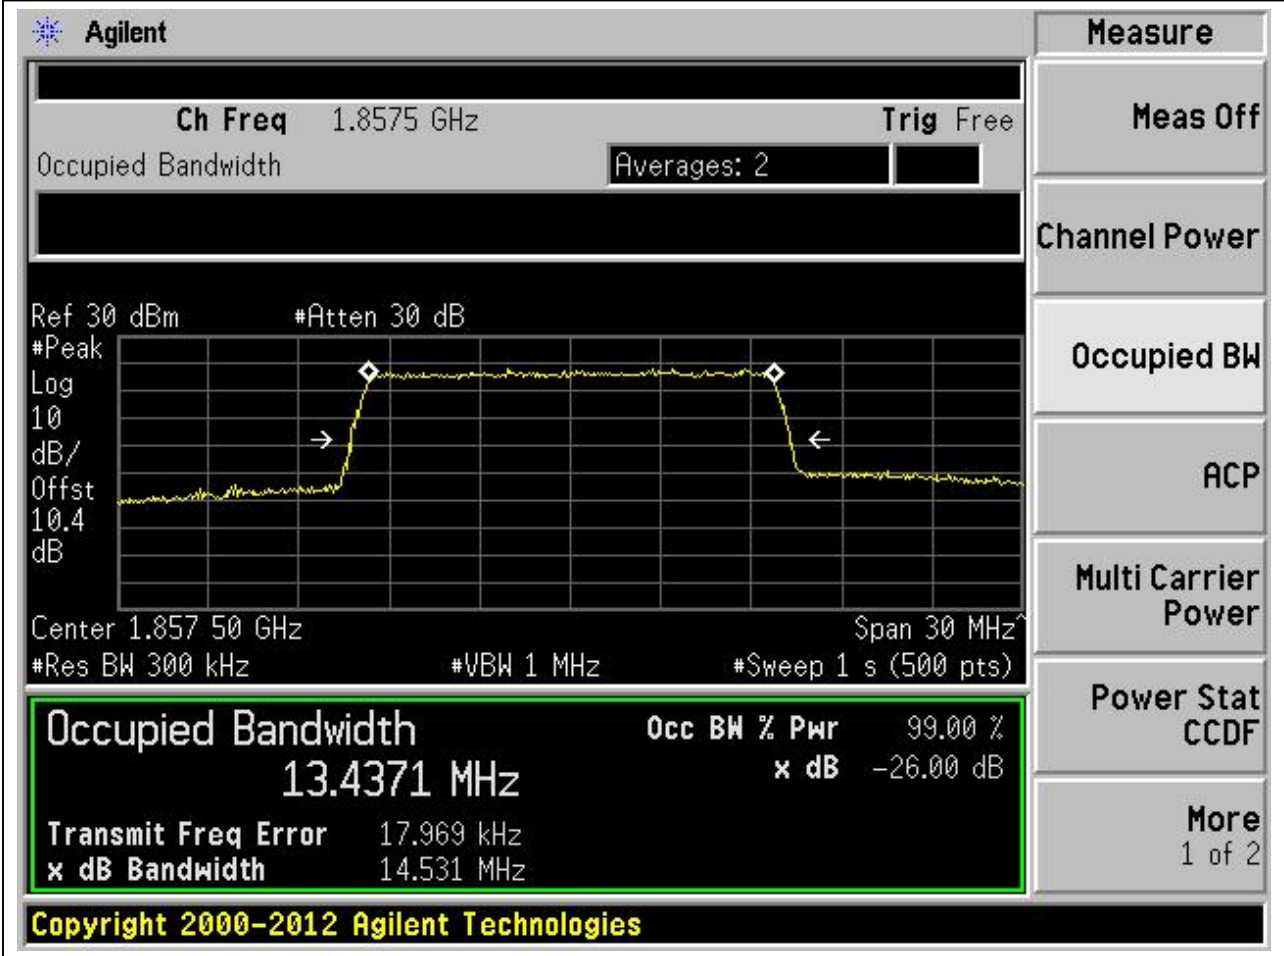 Agilent
Measure
Ch Freq 1.8575 GHz Trig Free
Occupied Bandwidth Averages: 2
Meas Off
Channel Power
Occupied BW
ACP
Multi Carrier
Power
Power Stat
CCDF
More
1 of 2
Ref 30 dBm #Atten 30 dB
#Peak
Log
10
dB/
Offst
10.4
dB
Center 1.857 50 GHz Span 30 MHz^
#Res BW 300 kHz #VBW 1 MHz #Sweep 1 s (500 pts)
Occupied Bandwidth Occ BW % Pwr 99.00 %
13.4371 MHz x dB -26.00 dB
Transmit Freq Error 17.969 kHz
x dB Bandwidth 14.531 MHz
Copyright 2000-2012 Agilent Technologies